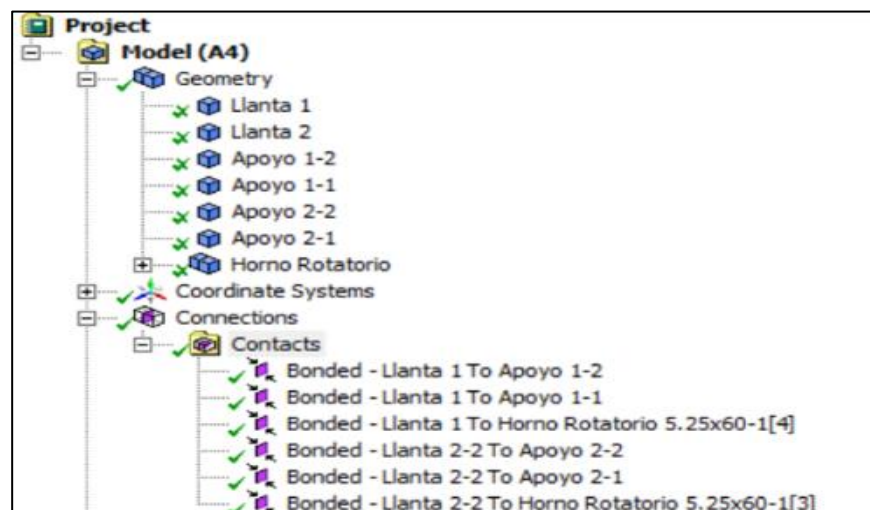 Project
Model (A4)
Geometry
Llanta 1
Llanta 2
Apoyo 1-2
Apoyo 1-1
Apoyo 2-2
Apoyo 2-1
Horno Rotatorio
Coordinate Systems
Connections
Contacts
Bonded - Llanta 1 To Apoyo 1-2
Bonded - Llanta 1 To Apoyo 1-1
Bonded - Llanta 1 To Horno Rotatorio 5.25x60-1[4]
Bonded - Llanta 2-2 To Apoyo 2-2
Bonded - Llanta 2-2 To Apoyo 2-1
Bonded - Llanta 2-2 To Horno Rotatorio 5.25x60-1[3]